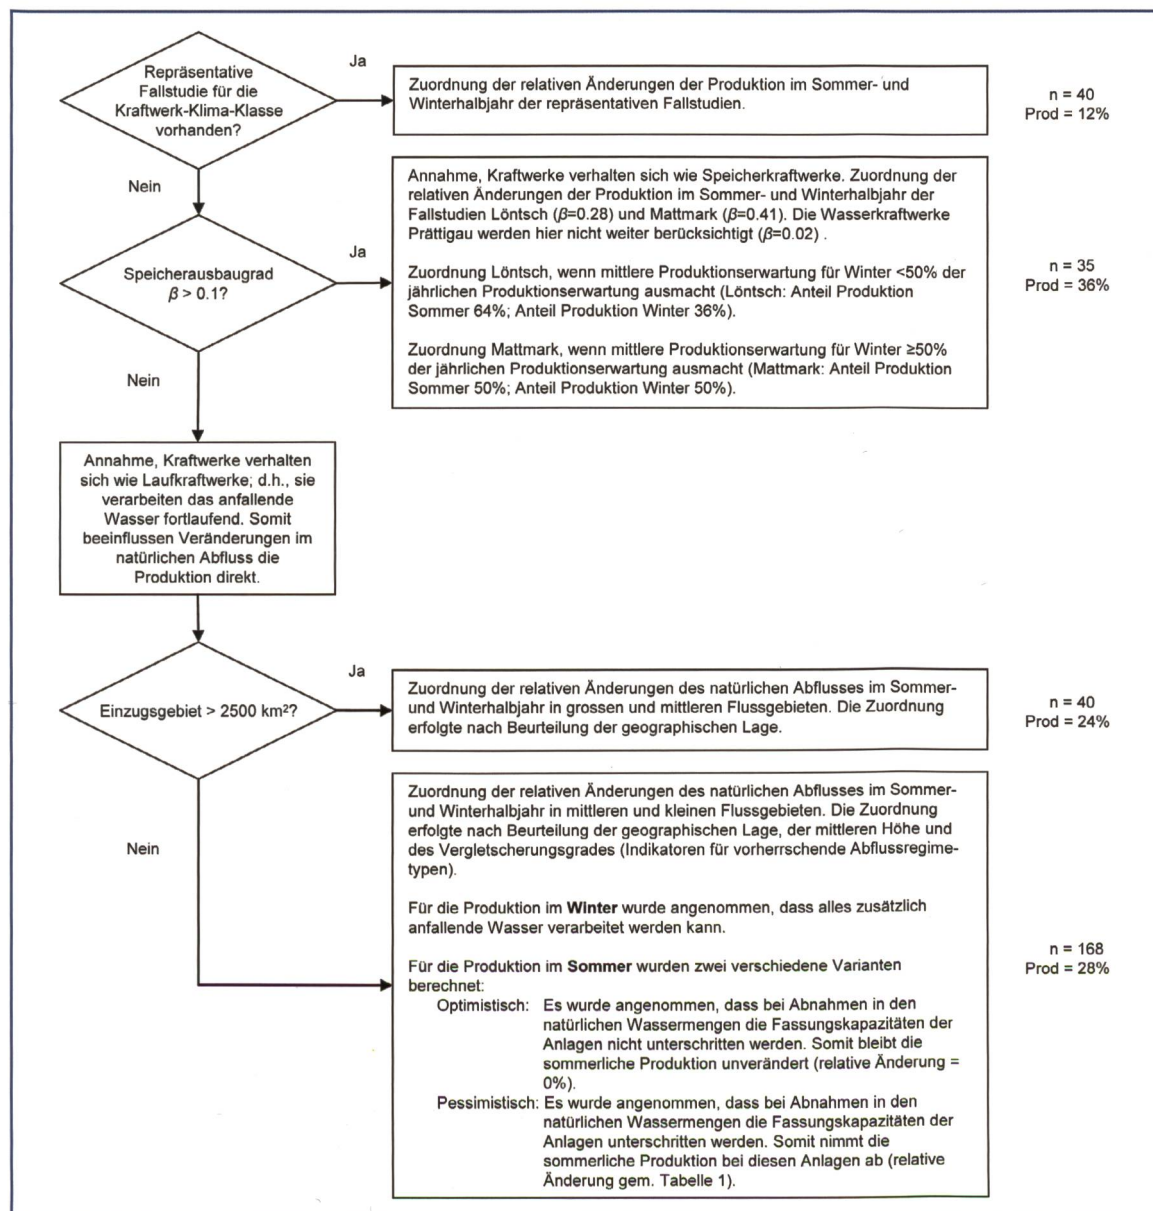 Repräsentative
Fallstudie für die
Kraftwerk-Klima-Klasse
vorhanden?
Ja
Zuordnung der relativen Änderungen der Produktion im Sommer- und
Winterhalbjahr der repräsentativen Fallstudien.
n = 40
Prod = 12%
Nein
Speicherausbaugrad
β > 0.1?
Ja
Annahme, Kraftwerke verhalten sich wie Speicherkraftwerke. Zuordnung der
relativen Änderungen der Produktion im Sommer- und Winterhalbjahr der
Fallstudien Löntsch (β=0.28) und Mattmark (β=0.41). Die Wasserkraftwerke
Prättigau werden hier nicht weiter berücksichtigt (β=0.02) .
Zuordnung Löntsch, wenn mittlere Produktionserwartung für Winter <50% der
jährlichen Produktionserwartung ausmacht (Löntsch: Anteil Produktion
Sommer 64%; Anteil Produktion Winter 36%).
Zuordnung Mattmark, wenn mittlere Produktionserwartung für Winter ≥50%
der jährlichen Produktionserwartung ausmacht (Mattmark: Anteil Produktion
Sommer 50%; Anteil Produktion Winter 50%).
n = 35
Prod = 36%
Nein
Annahme, Kraftwerke verhalten
sich wie Laufkraftwerke; d.h., sie
verarbeiten das anfallende
Wasser fortlaufend. Somit
beeinflussen Veränderungen im
natürlichen Abfluss die
Produktion direkt.
Einzugsgebiet > 2500 km²?
Ja
Zuordnung der relativen Änderungen des natürlichen Abflusses im Sommer-
und Winterhalbjahr in grossen und mittleren Flussgebieten. Die Zuordnung
erfolgte nach Beurteilung der geographischen Lage.
n = 40
Prod = 24%
Nein
Zuordnung der relativen Änderungen des natürlichen Abflusses im Sommer-
und Winterhalbjahr in mittleren und kleinen Flussgebieten. Die Zuordnung
erfolgte nach Beurteilung der geographischen Lage, der mittleren Höhe und
des Vergletscherungsgrades (Indikatoren für vorherrschende Abflussregime-
typen).
Für die Produktion im Winter wurde angenommen, dass alles zusätzlich
anfallende Wasser verarbeitet werden kann.
Für die Produktion im Sommer wurden zwei verschiedene Varianten
berechnet:
Optimistisch: Es wurde angenommen, dass bei Abnahmen in den
natürlichen Wassermengen die Fassungskapazitäten der
Anlagen nicht unterschritten werden. Somit bleibt die
sommerliche Produktion unverändert (relative Änderung =
0%).
Pessimistisch: Es wurde angenommen, dass bei Abnahmen in den
natürlichen Wassermengen die Fassungskapazitäten der
Anlagen unterschritten werden. Somit nimmt die
sommerliche Produktion bei diesen Anlagen ab (relative
Änderung gem. Tabelle 1).
n = 168
Prod = 28%